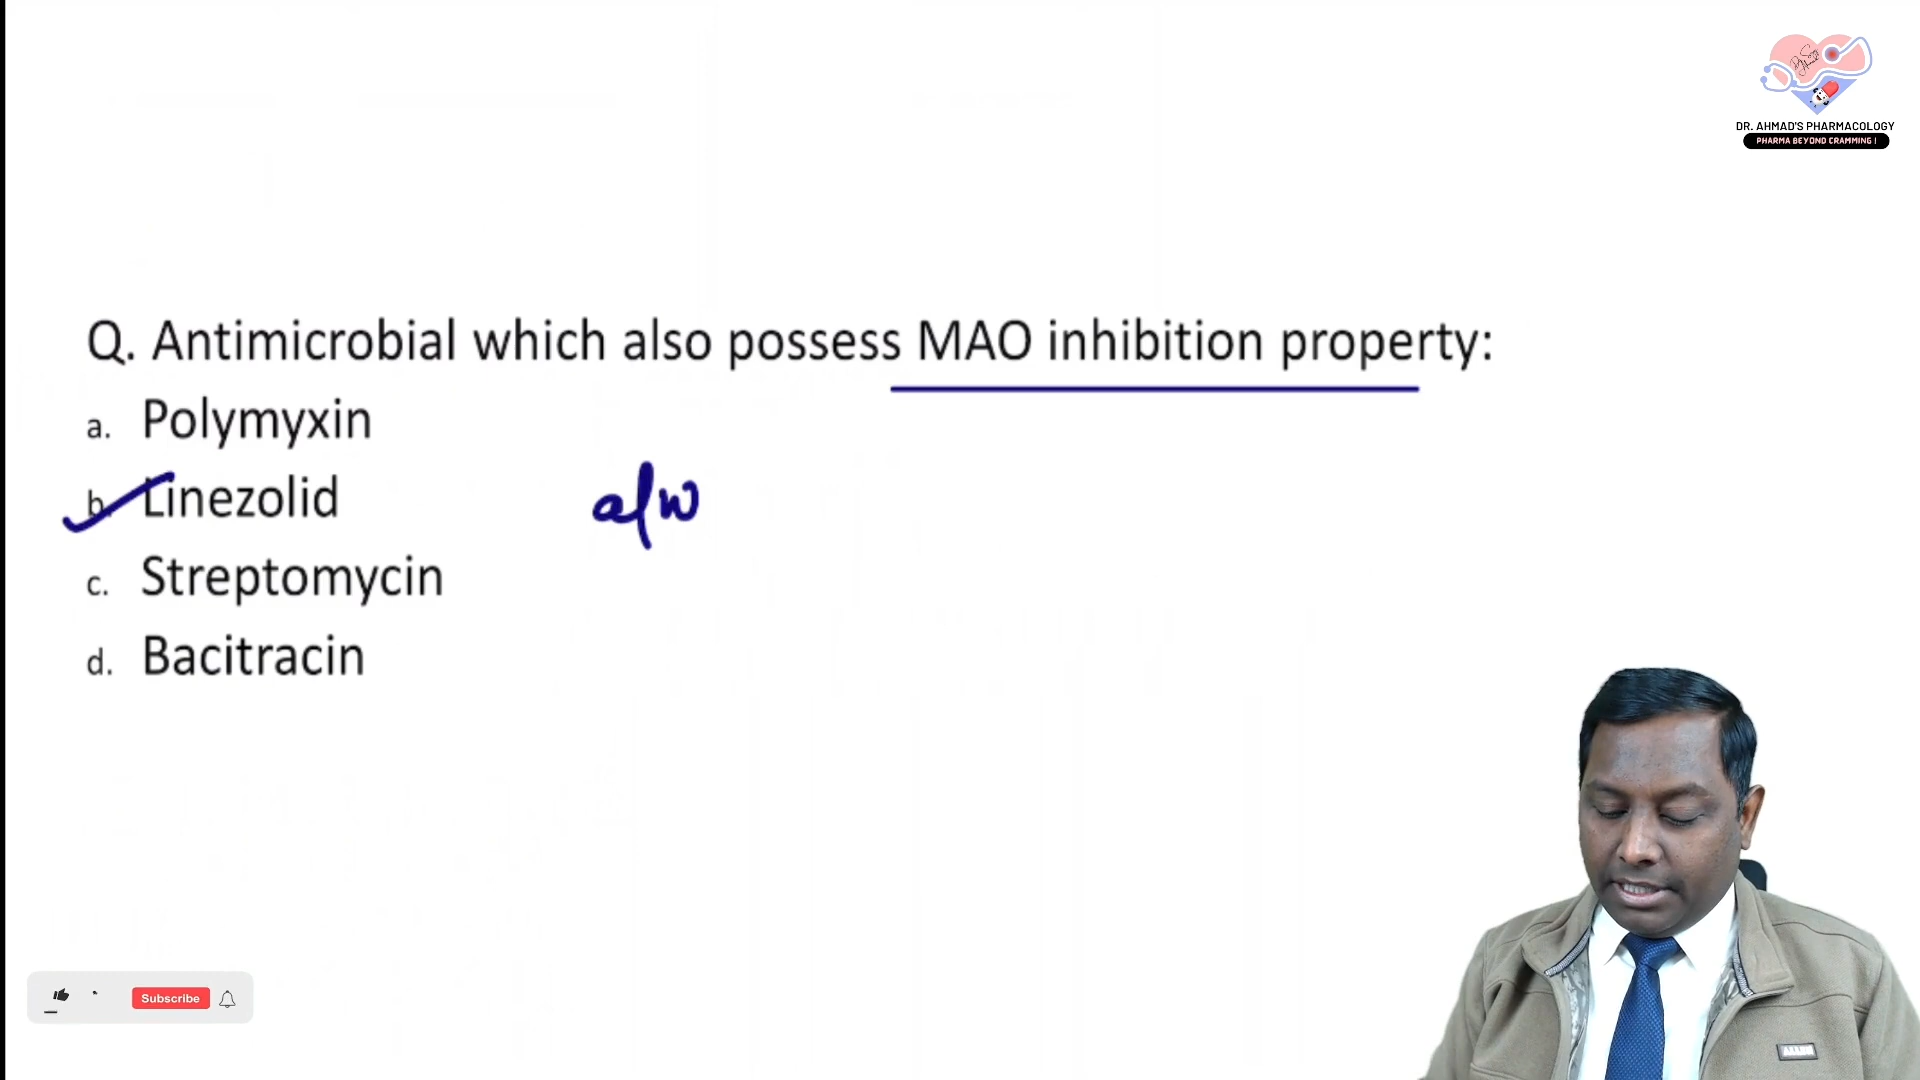 DR. AHMAD'S PHARMACOLOGY
PHARMA BEYOND CRAMMING !
Q. Antimicrobial which also possess MAO inhibition property:
a. Polymyxin
b. Linezolid a/w
c. Streptomycin
d. Bacitracin
Subscribe